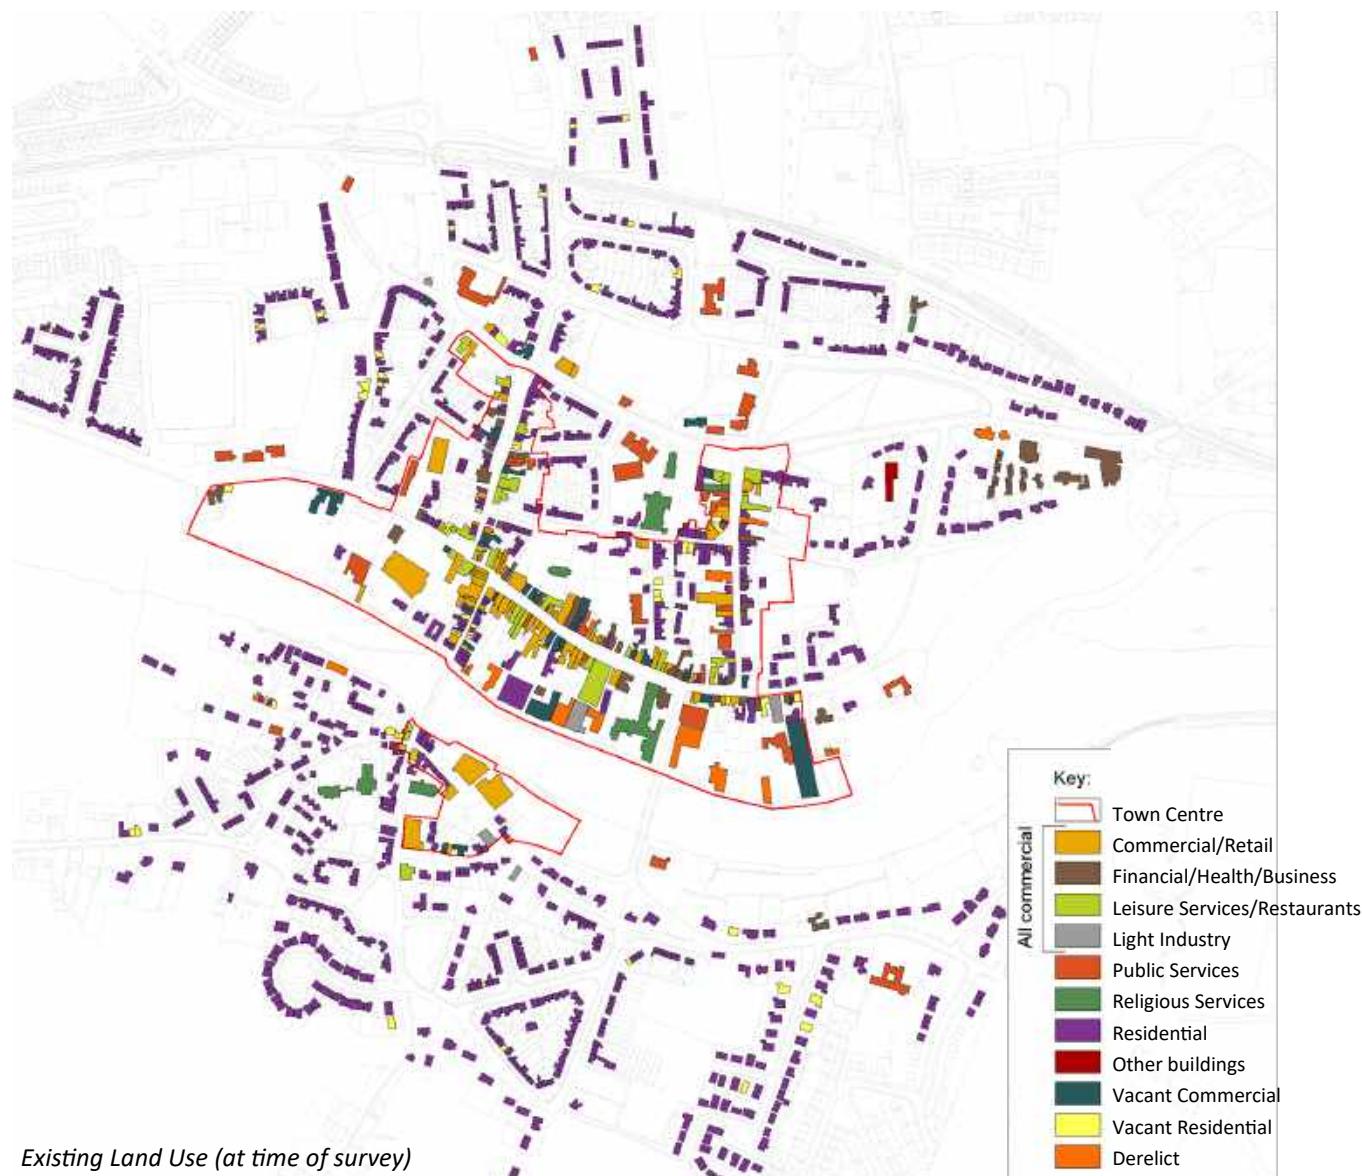 Key:
Town Centre
All commercial
Commercial/Retail
Financial/Health/Business
Leisure Services/Restaurants
Light Industry
Public Services
Religious Services
Residential
Other buildings
Vacant Commercial
Vacant Residential
Derelict
Existing Land Use (at time of survey)